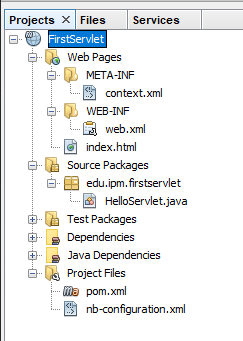 Projects × Files Services
FirstServlet
Web Pages
META-INF
context.xml
WEB-INF
web.xml
index.html
Source Packages
edu.ipm.firstservlet
HelloServlet.java
Test Packages
Dependencies
Java Dependencies
Project Files
pom.xml
nb-configuration.xml